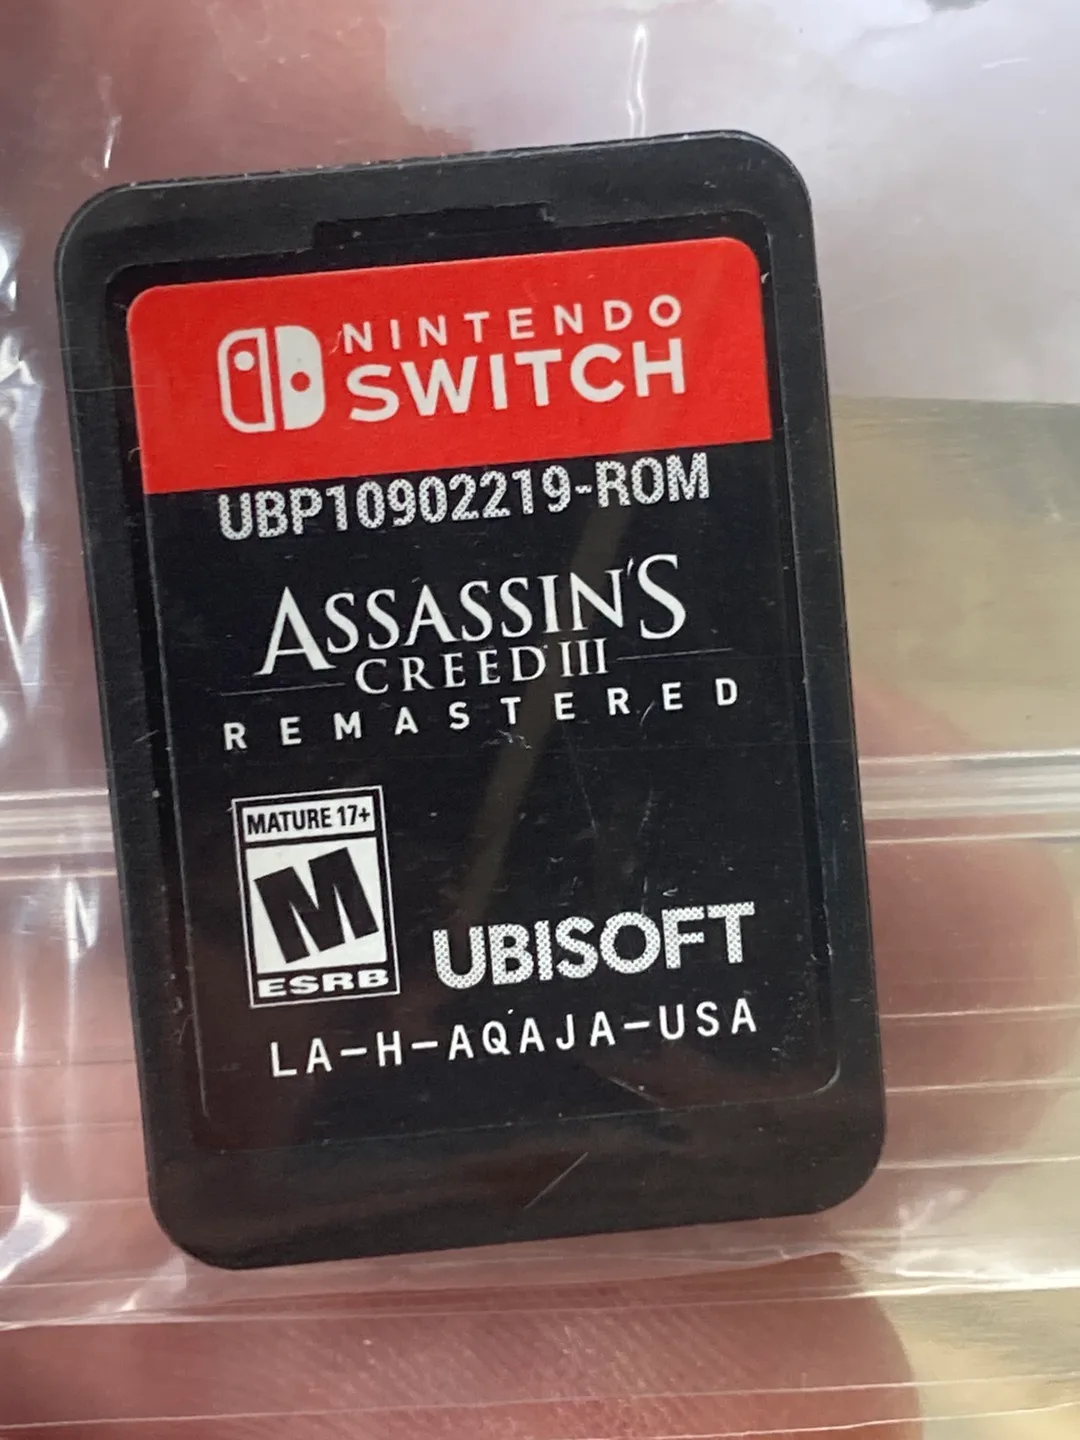 NINTENDO
SWITCH
UBP10902219-ROM
ASSASSIN'S
CREED III
REMASTERED
MATURE 17+
M
ESRB
UBISOFT
LA-H-AQAJA-USA